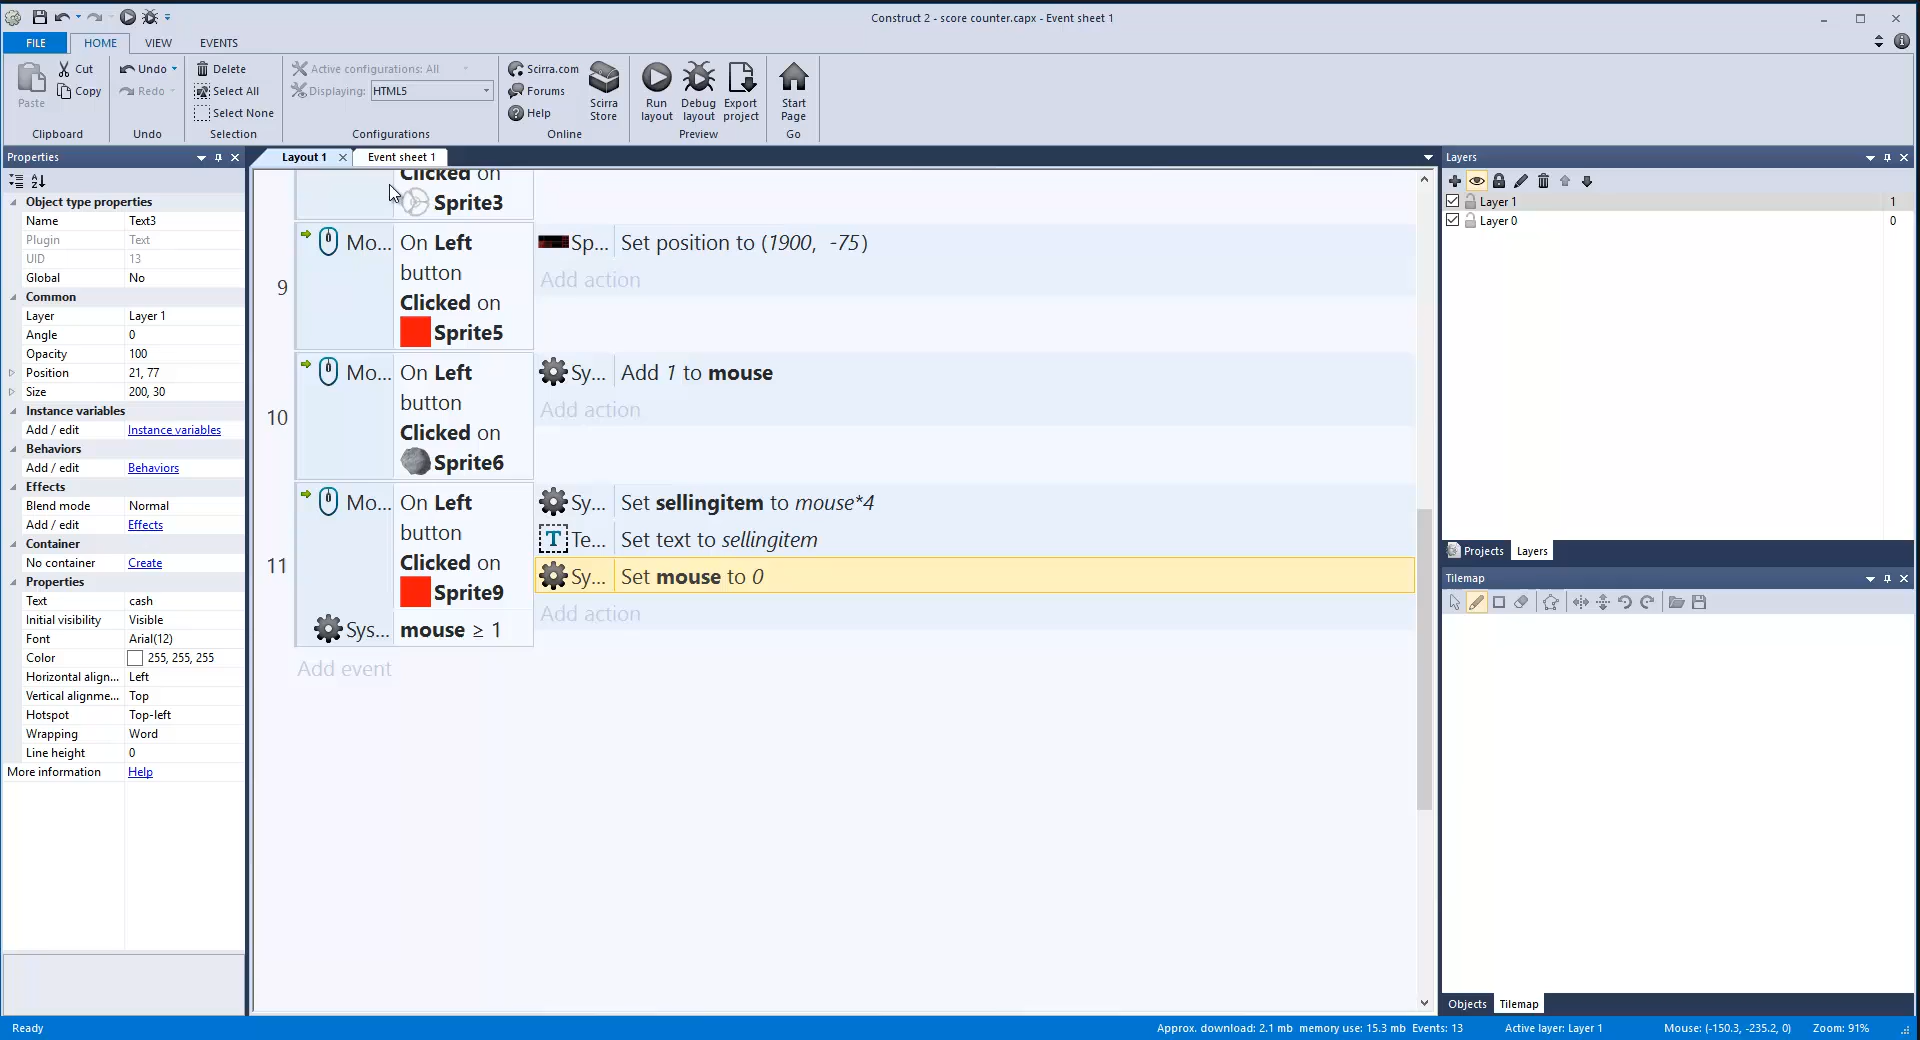 Construct 2 - score counter.capx - Event sheet 1
FILE HOME VIEW EVENTS
Paste
Cut
Copy
Clipboard
Undo
Redo
Undo
Delete
Select All
Select None
Selection
Active configurations: All
Displaying: HTML5
Configurations
Scirra.com
Forums
Help
Scirra Store
Online
Run layout
Debug layout
Export project
Preview
Start Page
Go
Properties
Object type properties
Name Text3
Plugin Text
UID 13
Global No
Common
Layer Layer 1
Angle 0
Opacity 100
Position 21, 77
Size 200, 30
Instance variables
Add / edit Instance variables
Behaviors
Add / edit Behaviors
Effects
Blend mode Normal
Add / edit Effects
Container
No container Create
Properties
Text cash
Initial visibility Visible
Font Arial(12)
Color 255, 255, 255
Horizontal align... Left
Vertical alignme... Top
Hotspot Top-left
Wrapping Word
Line height 0
More information Help
Layout 1 Event sheet 1
Clicked on
Sprite3
9
Mo... On Left
button
Clicked on
Sprite5
Sp... Set position to (1900, -75)
Add action
10
Mo... On Left
button
Clicked on
Sprite6
Sy... Add 1 to mouse
Add action
11
Mo... On Left
button
Clicked on
Sprite9
Sys... mouse ≥ 1
Sy... Set sellingitem to mouse*4
Te... Set text to sellingitem
Sy... Set mouse to 0
Add action
Add event
Layers
Layer 1 1
Layer 0 0
Projects Layers
Tilemap
Objects Tilemap
Ready
Approx. download: 2.1 mb memory use: 15.3 mb Events: 13 Active layer: Layer 1 Mouse: (-150.3, -235.2, 0) Zoom: 91%